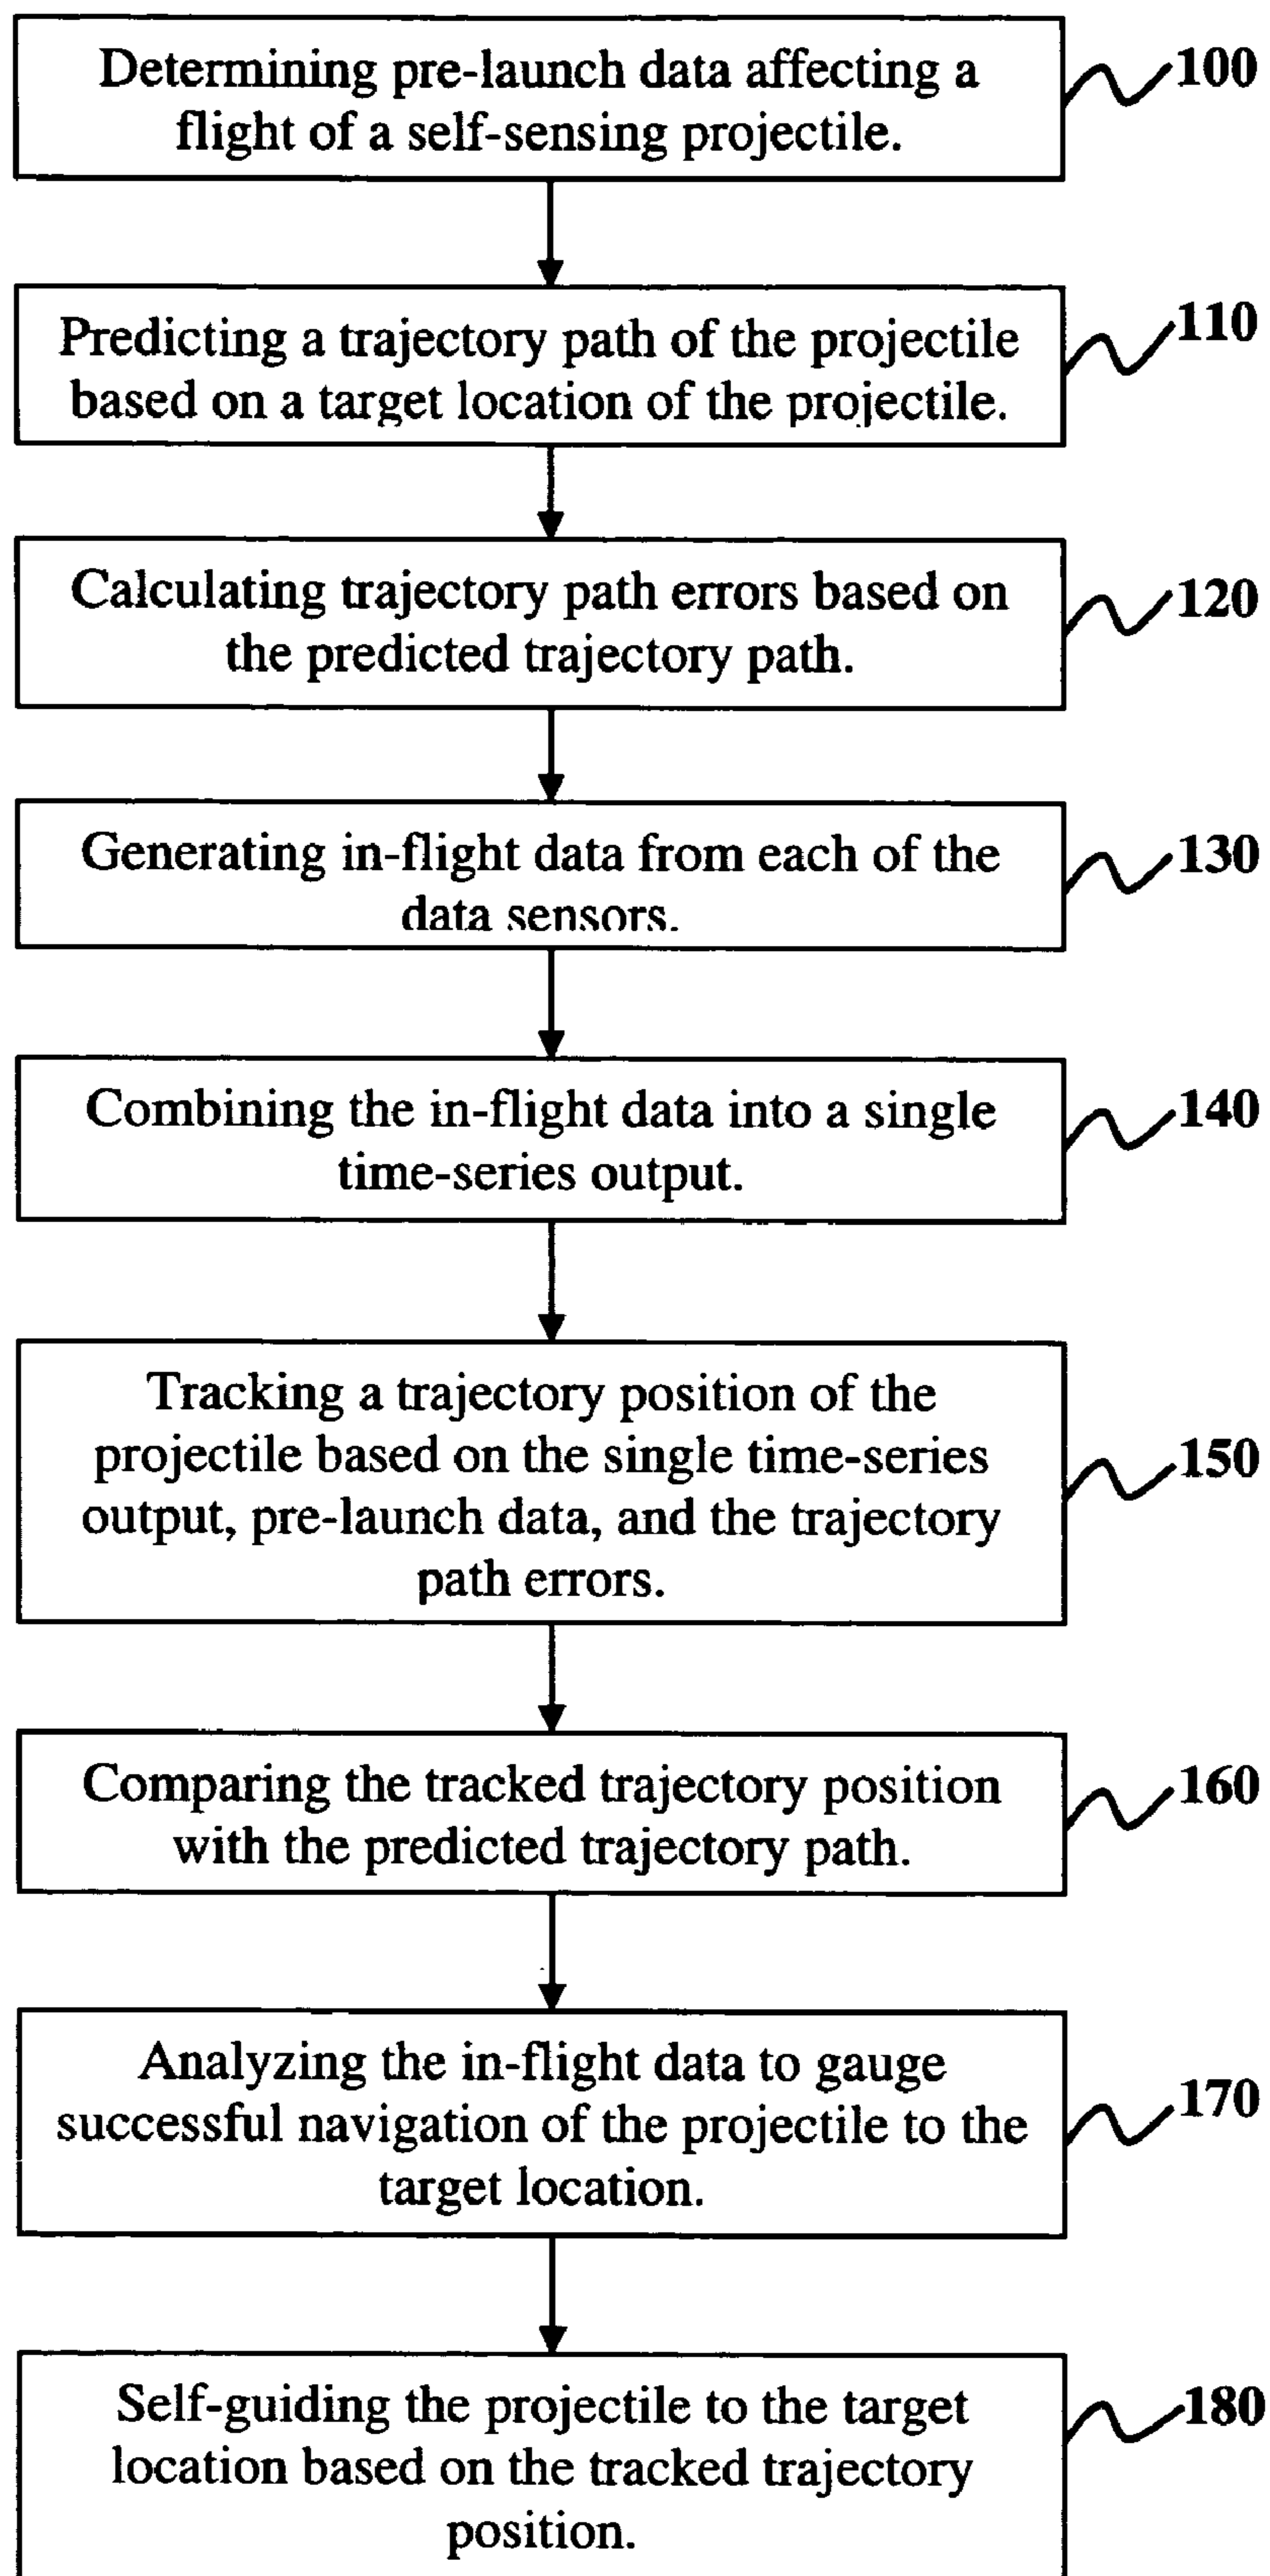 Determining pre-launch data affecting a
flight of a self-sensing projectile.
100
Predicting a trajectory path of the projectile
based on a target location of the projectile.
110
Calculating trajectory path errors based on
the predicted trajectory path.
120
Generating in-flight data from each of the
data sensors.
130
Combining the in-flight data into a single
time-series output.
140
Tracking a trajectory position of the
projectile based on the single time-series
output, pre-launch data, and the trajectory
path errors.
150
Comparing the tracked trajectory position
with the predicted trajectory path.
160
Analyzing the in-flight data to gauge
successful navigation of the projectile to the
target location.
170
Self-guiding the projectile to the target
location based on the tracked trajectory
position.
180